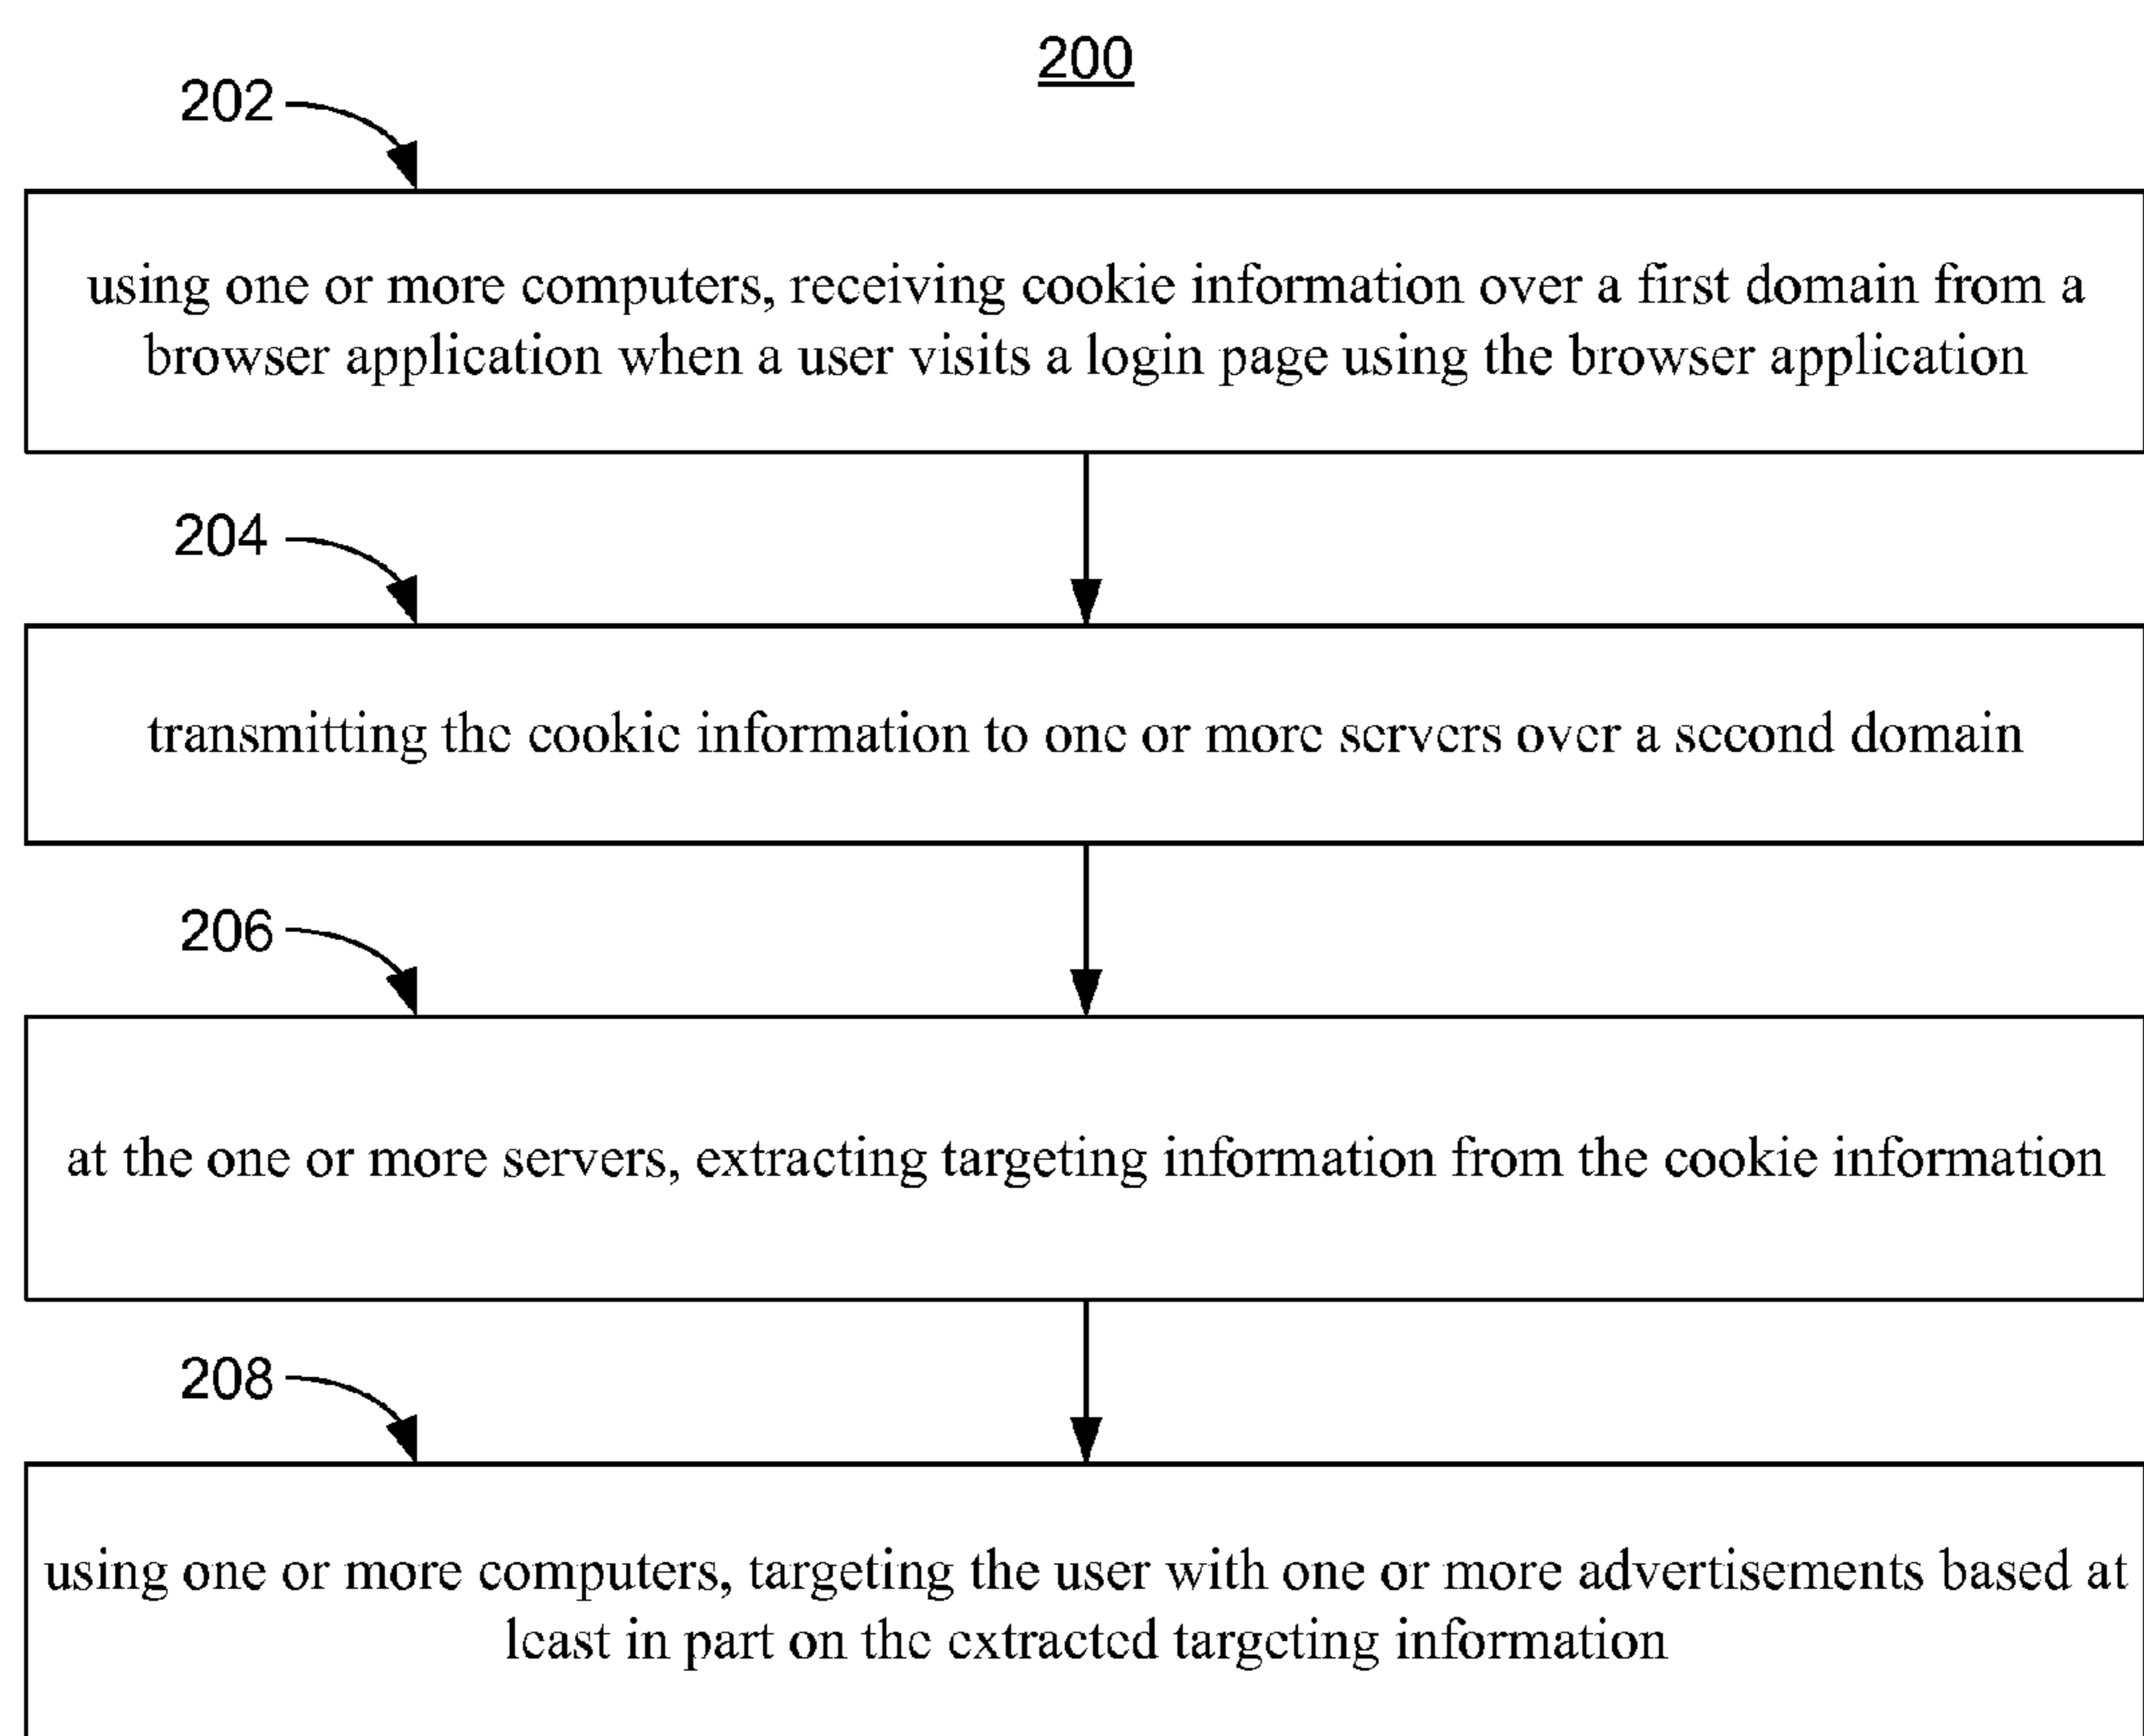 200
202
using one or more computers, receiving cookie information over a first domain from a
browser application when a user visits a login page using the browser application
204
transmitting the cookie information to one or more servers over a second domain
206
at the one or more servers, extracting targeting information from the cookie information
208
using one or more computers, targeting the user with one or more advertisements based at
least in part on the extracted targeting information